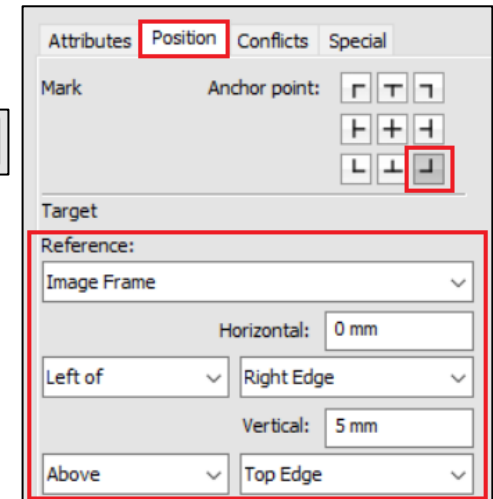 Attributes Position Conflicts Special
Mark Anchor point:
Target
Reference:
Image Frame
Horizontal: 0 mm
Left of Right Edge
Vertical: 5 mm
Above Top Edge